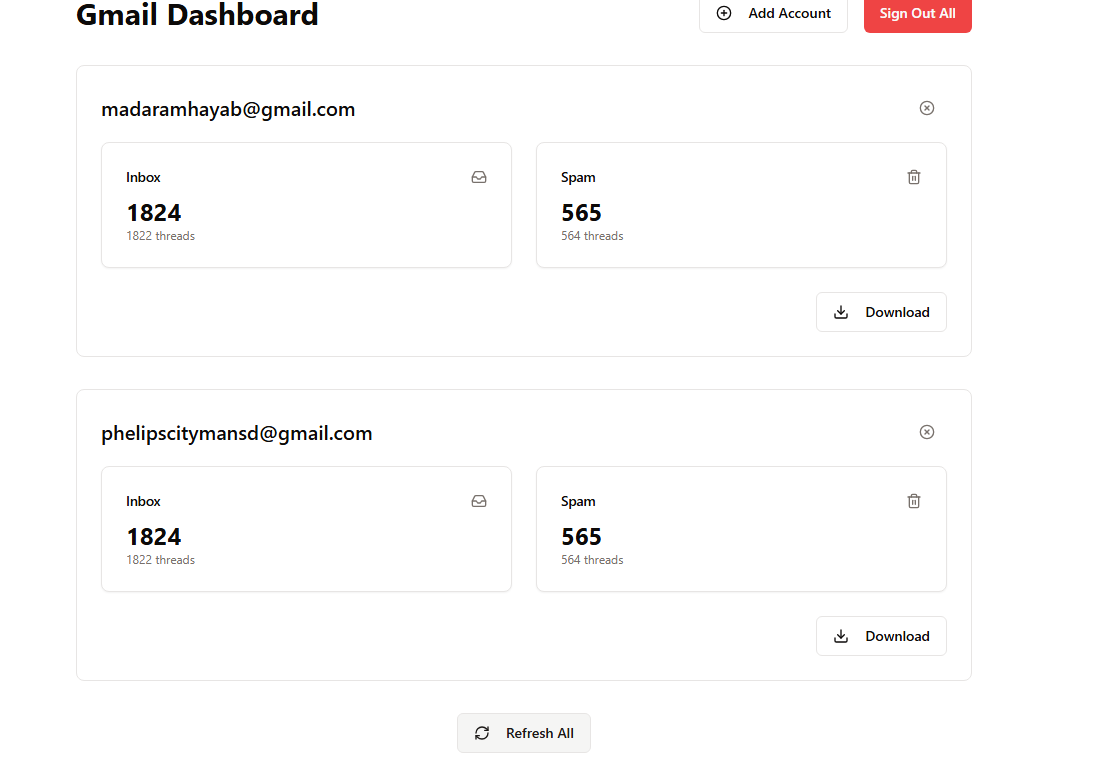 Gmail Dashboard
Add Account
Sign Out All
madaramhayab@gmail.com
Inbox
1824
1822 threads
Spam
565
564 threads
Download
phelipscitymansd@gmail.com
Inbox
1824
1822 threads
Spam
565
564 threads
Download
Refresh All